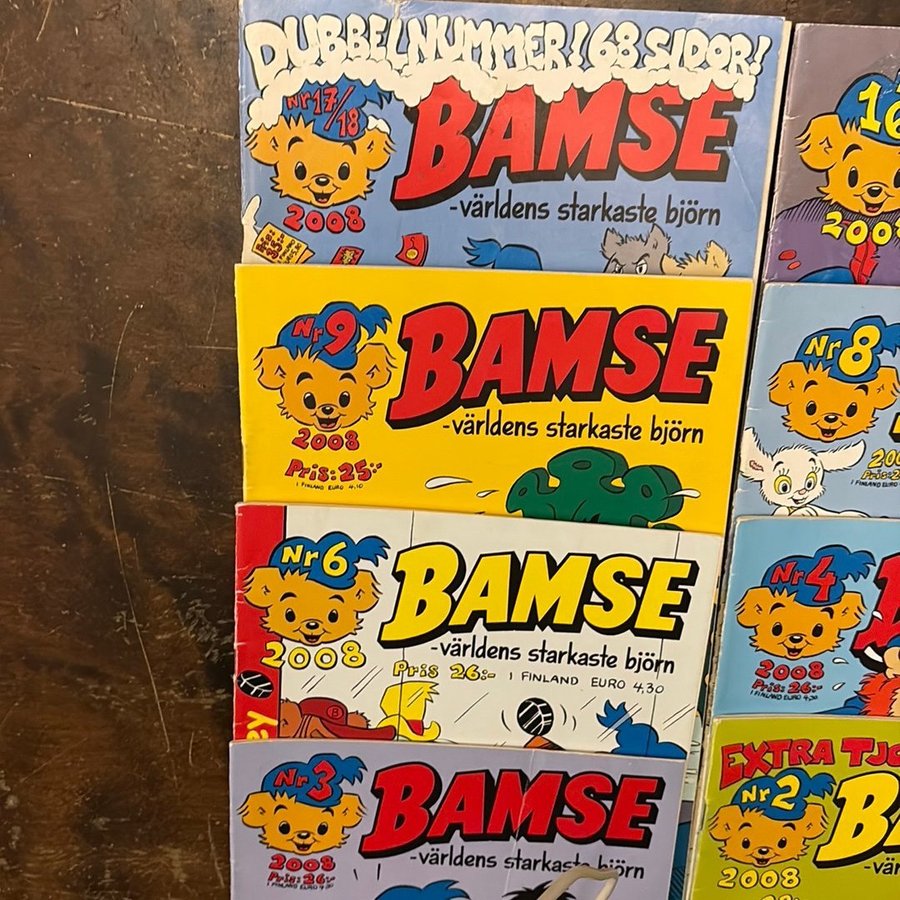 DUBBELNUMMER! 68 SIDOR!
Nr 17/18
BAMSE
2008
-världens starkaste björn
16
2008
Nr 9
BAMSE
2008
-världens starkaste björn
Pris: 25:-
I FINLAND EURO 4,10
Nr 8
200
Nr 6
BAMSE
2008
-världens starkaste björn
Pris 26:- I FINLAND EURO 4,30
Nr 4
2008
Pris: 26:-
I FINLAND EURO 4,30
Nr 3
BAMSE
2008
-världens starkaste björn
Pris: 26:-
EXTRA TJO
Nr 2
BA
2008
-vär